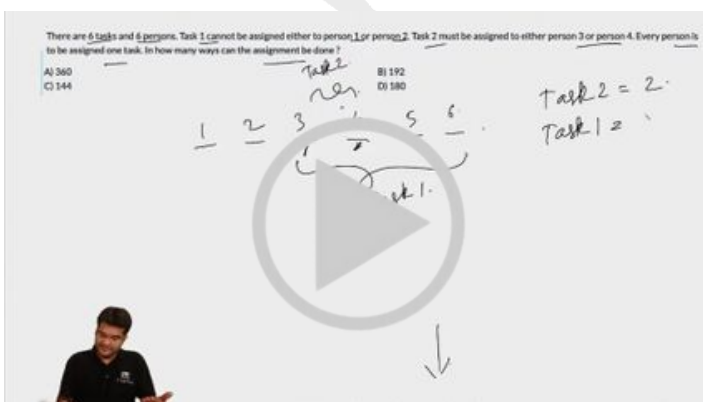 There are 6 tasks and 6 persons. Task 1 cannot be assigned either to person 1 or person 2. Task 2 must be assigned to either person 3 or person 4. Every person is
to be assigned one task. In how many ways can the assignment be done ?
A) 360
B) 192
C) 144
D) 180
Task 2
Task 2 = 2.
1 2 3 5 6
Task 1 =
sk 1.